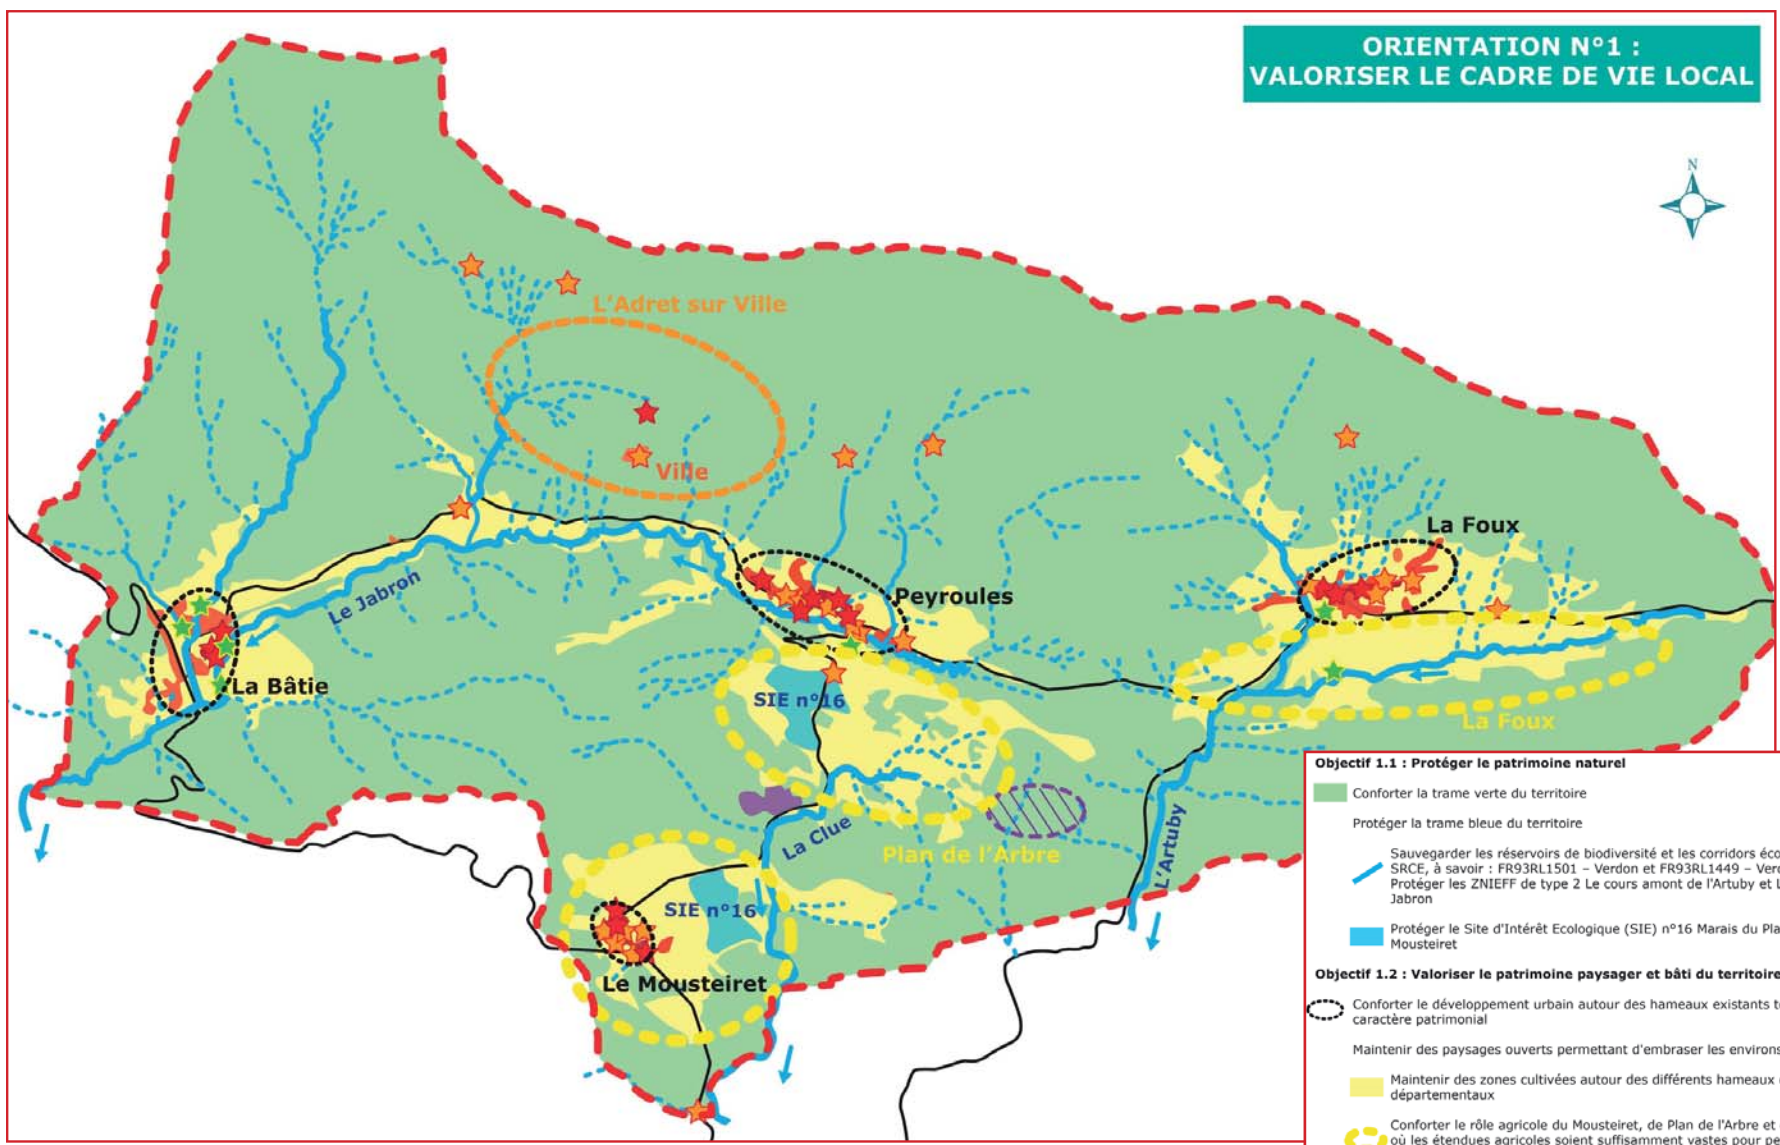 ORIENTATION N°1 :
VALORISER LE CADRE DE VIE LOCAL
N
L'Adret sur Ville
Ville
La Foux
Le Jabron
Peyroules
La Bâtie
SIE n°16
La Foux
La Clue
Plan de l'Arbre
L'Artuby
SIE n°16
Le Mousteiret
Objectif 1.1 : Protéger le patrimoine naturel
Conforter la trame verte du territoire
Protéger la trame bleue du territoire
Sauvegarder les réservoirs de biodiversité et les corridors éco
SRCE, à savoir : FR93RL1501 – Verdon et FR93RL1449 – Verd
Protéger les ZNIEFF de type 2 Le cours amont de l'Artuby et L
Jabron
Protéger le Site d'Intérêt Ecologique (SIE) n°16 Marais du Pla
Mousteiret
Objectif 1.2 : Valoriser le patrimoine paysager et bâti du territoire
Conforter le développement urbain autour des hameaux existants t
caractère patrimonial
Maintenir des paysages ouverts permettant d'embraser les environs
Maintenir des zones cultivées autour des différents hameaux
départementaux
Conforter le rôle agricole du Mousteiret, de Plan de l'Arbre et
où les étendues agricoles soient suffisamment vastes pour pe